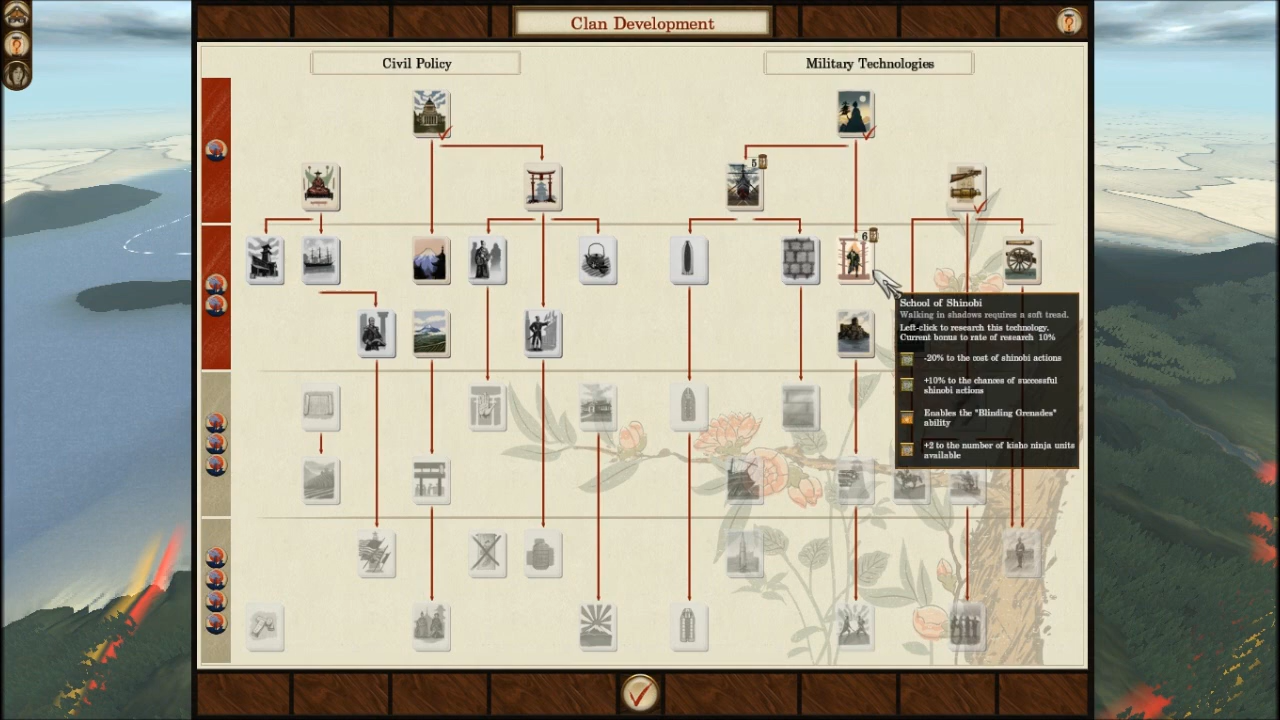 Clan Development
Civil Policy
Military Technologies
5
6
School of Shinobi
Walking in shadows requires a soft tread.
Left-click to research this technology.
Current bonus to rate of research 10%
-20% to the cost of shinobi actions
+10% to the chances of successful
shinobi actions
Enables the "Blinding Grenades"
ability
+2 to the number of kisho ninja units
available